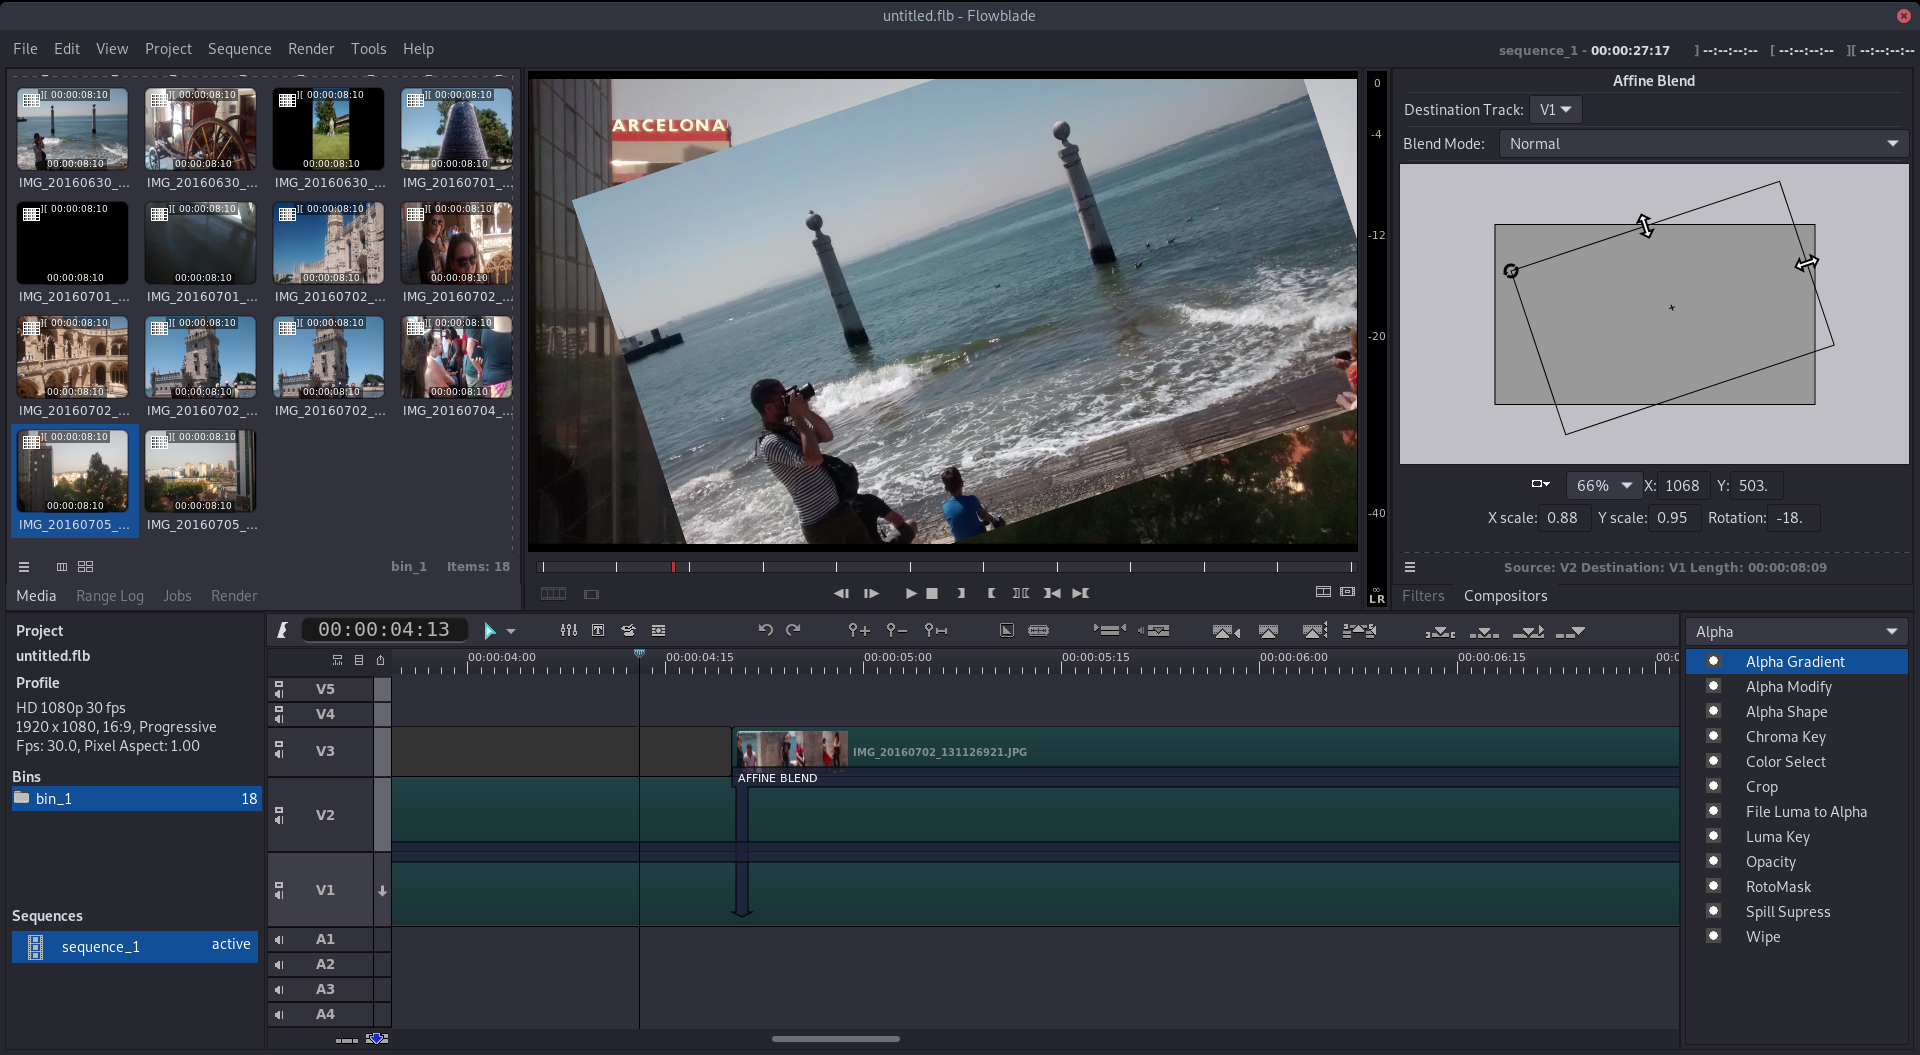 untitled.flb - Flowblade
File Edit View Project Sequence Render Tools Help
sequence_1 - 00:00:27:17 ] --:--:--:-- [ --:--:--:-- ][ --:--:--:--
][ 00:00:08:10 ][ 00:00:08:10 ][ 00:00:08:10 ][ 00:00:08:10
00:00:08:10 00:00:08:10 00:00:08:10 00:00:08:10
IMG_20160630_... IMG_20160630_... IMG_20160630_... IMG_20160701_...
][ 00:00:08:10 ][ 00:00:08:10 ][ 00:00:08:10 ][ 00:00:08:10
00:00:08:10 00:00:08:10 00:00:08:10 00:00:08:10
IMG_20160701_... IMG_20160701_... IMG_20160702_... IMG_20160702_...
][ 00:00:08:10 ][ 00:00:08:10 ][ 00:00:08:10 ][ 00:00:08:10
00:00:08:10 00:00:08:10 00:00:08:10 00:00:08:10
IMG_20160702_... IMG_20160702_... IMG_20160702_... IMG_20160704_...
][ 00:00:08:10 ][ 00:00:08:10
00:00:08:10 00:00:08:10
IMG_20160705_... IMG_20160705_...
bin_1 Items: 18
Media Range Log Jobs Render
ARCELONA
0
-4
-12
-20
-40
∞
LR
Affine Blend
Destination Track: V1
Blend Mode: Normal
66% X: 1068 Y: 503.
X scale: 0.88 Y scale: 0.95 Rotation: -18.
Source: V2 Destination: V1 Length: 00:00:08:09
Filters Compositors
Project
untitled.flb
Profile
HD 1080p 30 fps
1920 x 1080, 16:9, Progressive
Fps: 30.0, Pixel Aspect: 1.00
Bins
bin_1 18
Sequences
sequence_1 active
00:00:04:13
00:00:04:00 00:00:04:15 00:00:05:00 00:00:05:15 00:00:06:00 00:00:06:15 00:0
V5
V4
V3 IMG_20160702_131126921.JPG
AFFINE BLEND
V2
V1
A1
A2
A3
A4
Alpha
Alpha Gradient
Alpha Modify
Alpha Shape
Chroma Key
Color Select
Crop
File Luma to Alpha
Luma Key
Opacity
RotoMask
Spill Supress
Wipe